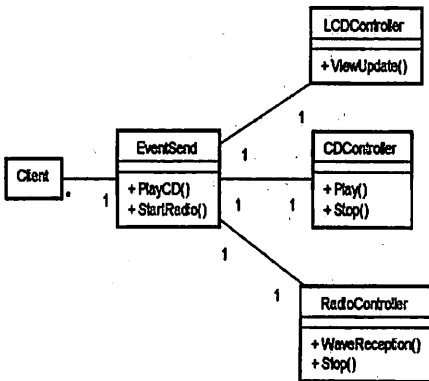 LCDController
+ ViewUpdate()
1
EventSend
1
CDController
Client
+ PlayCD()
+ StartRadio()
1
1
1
+ Play()
+ Stop()
1
1
RadioController
+ WaveReception()
+ Stop()